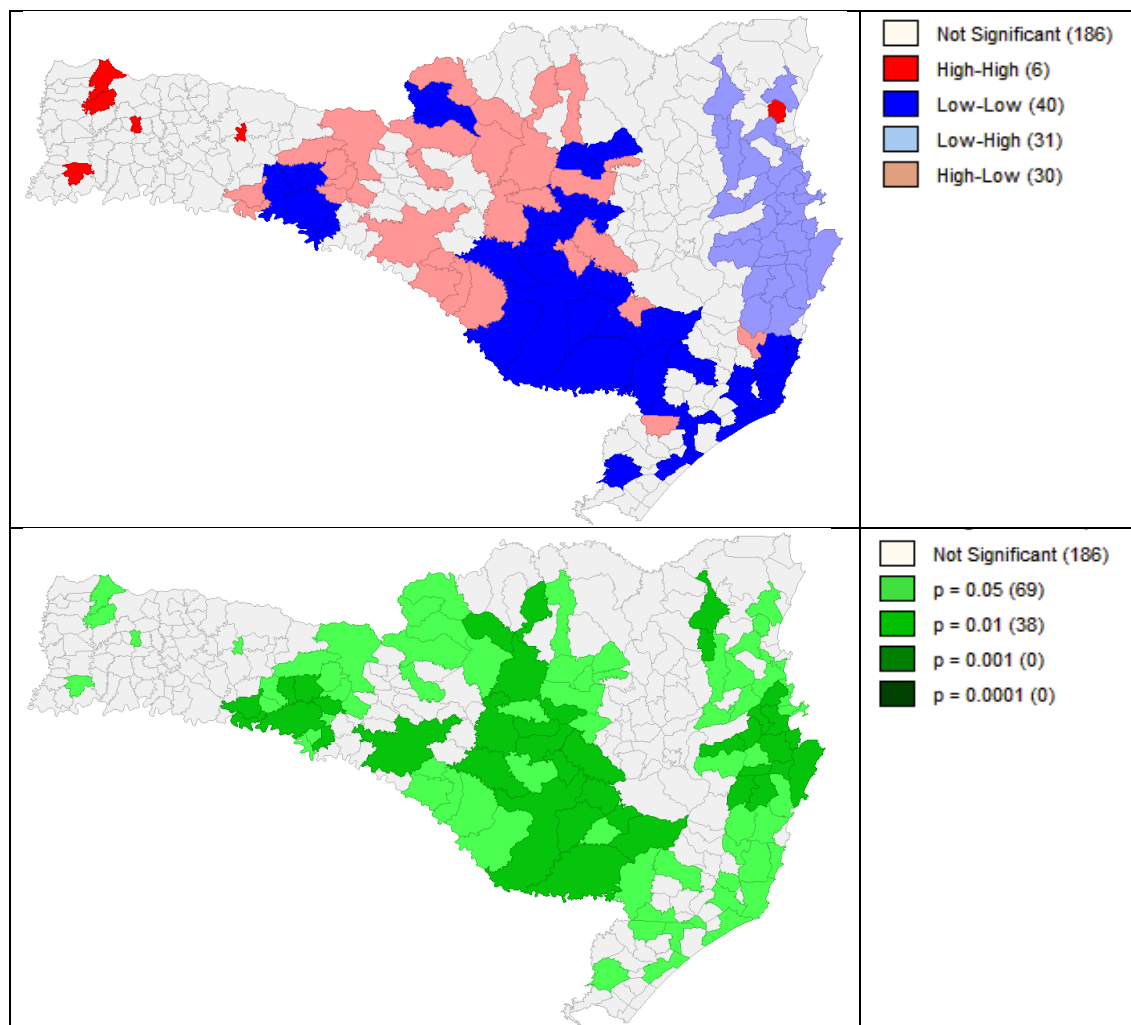 Not Significant (186)
High-High (6)
Low-Low (40)
Low-High (31)
High-Low (30)
Not Significant (186)
p = 0.05 (69)
p = 0.01 (38)
p = 0.001 (0)
p = 0.0001 (0)